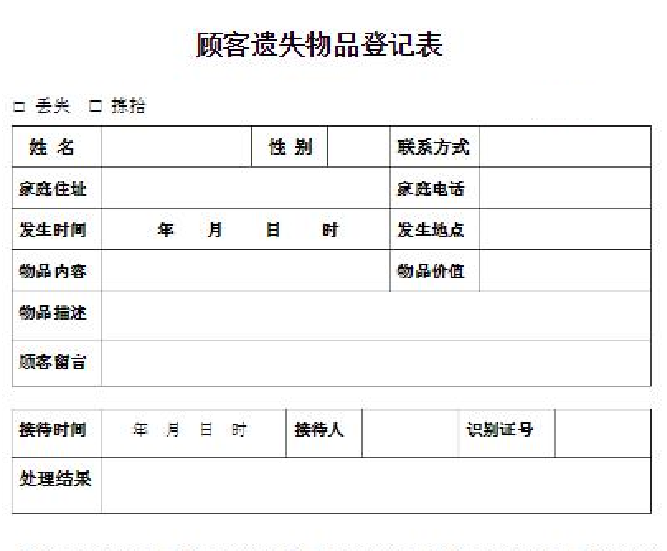 顾客遗失物品登记表
□ 丢失 □ 拣拾
姓 名 性 别 联系方式
家庭住址 家庭电话
发生时间 年 月 日 时 发生地点
物品内容 物品价值
物品描述
顾客留言
接待时间 年 月 日 时 接待人 识别证号
处理结果